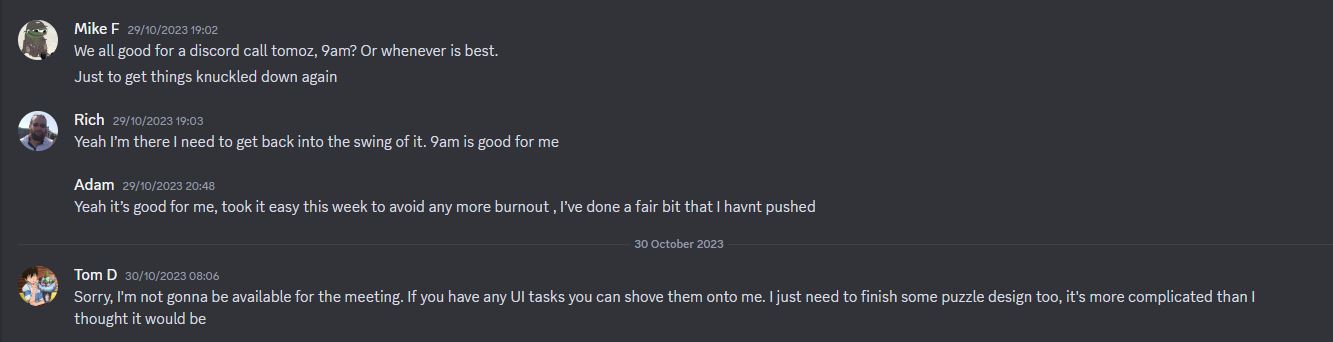 Mike F 29/10/2023 19:02
We all good for a discord call tomoz, 9am? Or whenever is best.
Just to get things knuckled down again
Rich 29/10/2023 19:03
Yeah I’m there I need to get back into the swing of it. 9am is good for me
Adam 29/10/2023 20:48
Yeah it’s good for me, took it easy this week to avoid any more burnout , I’ve done a fair bit that I havnt pushed
30 October 2023
Tom D 30/10/2023 08:06
Sorry, I'm not gonna be available for the meeting. If you have any UI tasks you can shove them onto me. I just need to finish some puzzle design too, it's more complicated than I
thought it would be